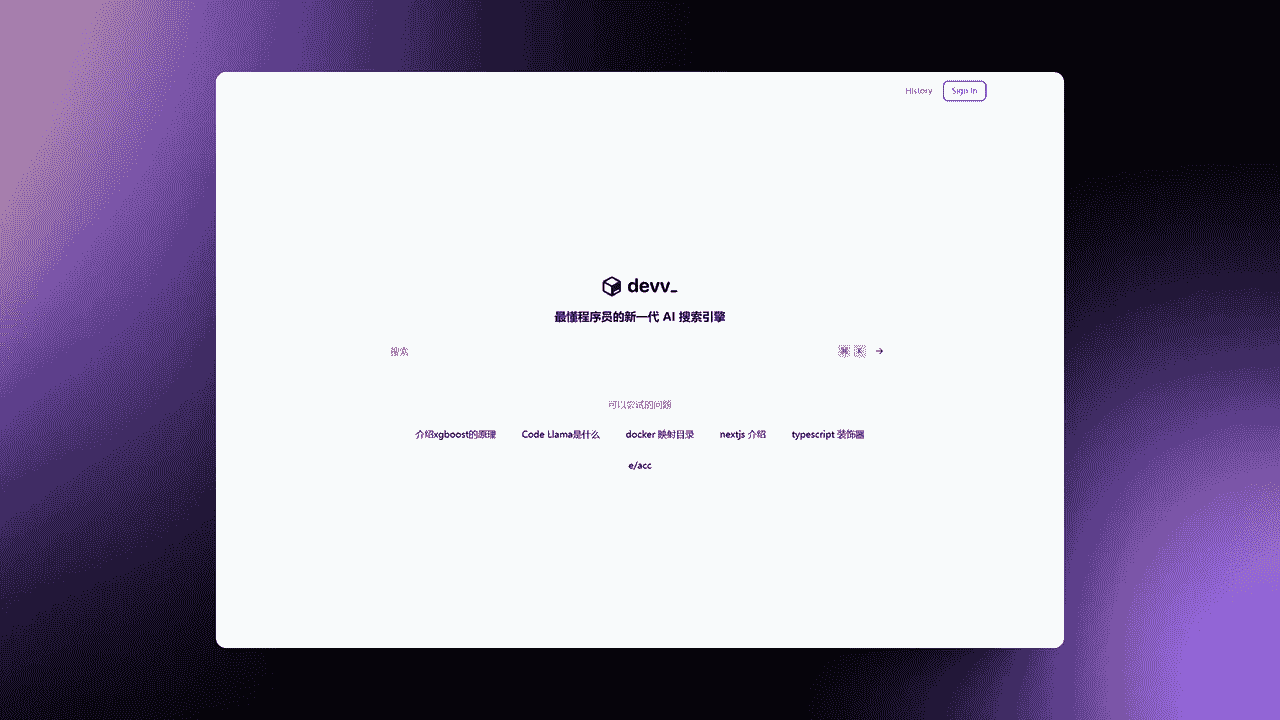 History Sign In
devv_
最懂程序员的新一代 AI 搜索引擎
搜索 ⌘ K →
可以尝试的问题
介绍xgboost的原理 Code Llama是什么 docker 映射目录 nextjs 介绍 typescript 装饰器
e/acc